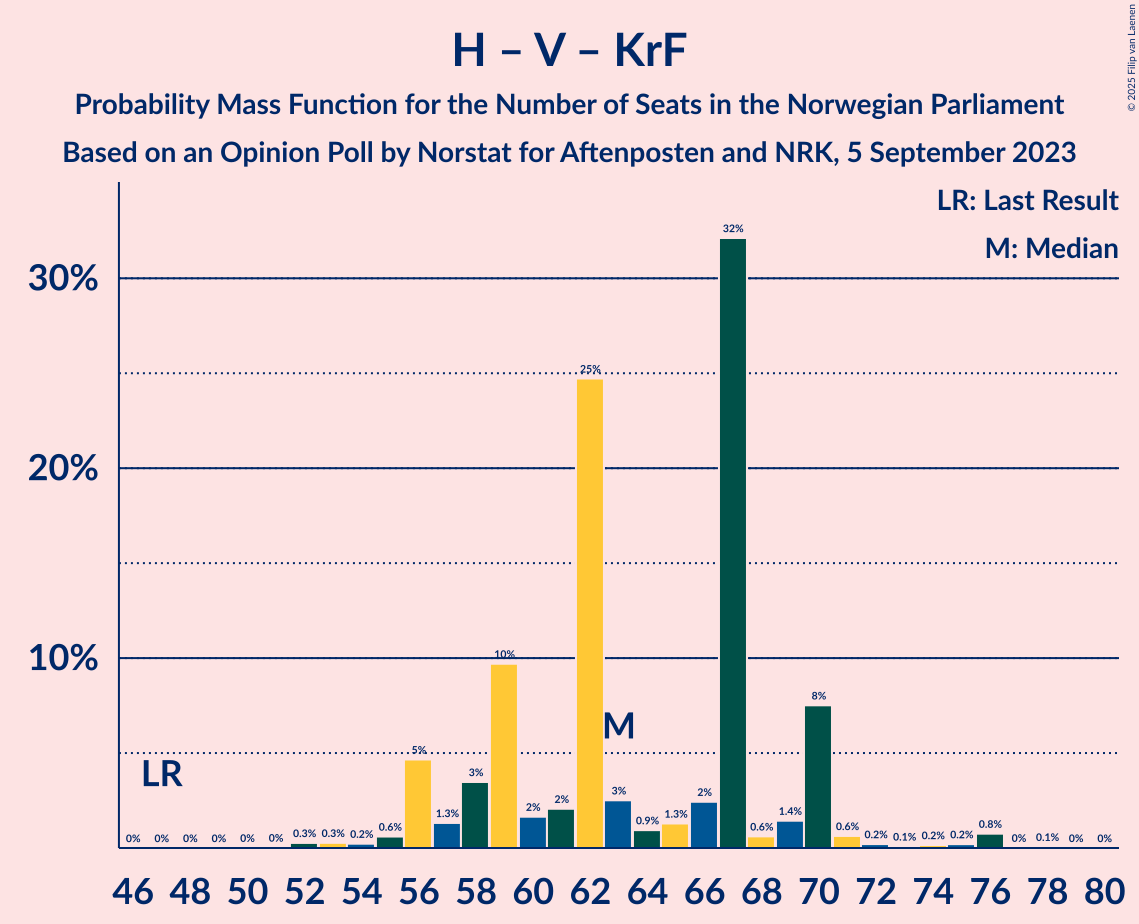 H – V – KrF
Probability Mass Function for the Number of Seats in the Norwegian Parliament
Based on an Opinion Poll by Norstat for Aftenposten and NRK, 5 September 2023
© 2025 Filip van Laenen
LR: Last Result
M: Median
30%
20%
10%
LR
M
0% 0% 0% 0% 0% 0% 0.3% 0.3% 0.2% 0.6% 5% 1.3% 3% 10% 2% 2% 25% 3% 0.9% 1.3% 2% 32% 0.6% 1.4% 8% 0.6% 0.2% 0.1% 0.2% 0.2% 0.8% 0% 0.1% 0% 0%
46 48 50 52 54 56 58 60 62 64 66 68 70 72 74 76 78 80